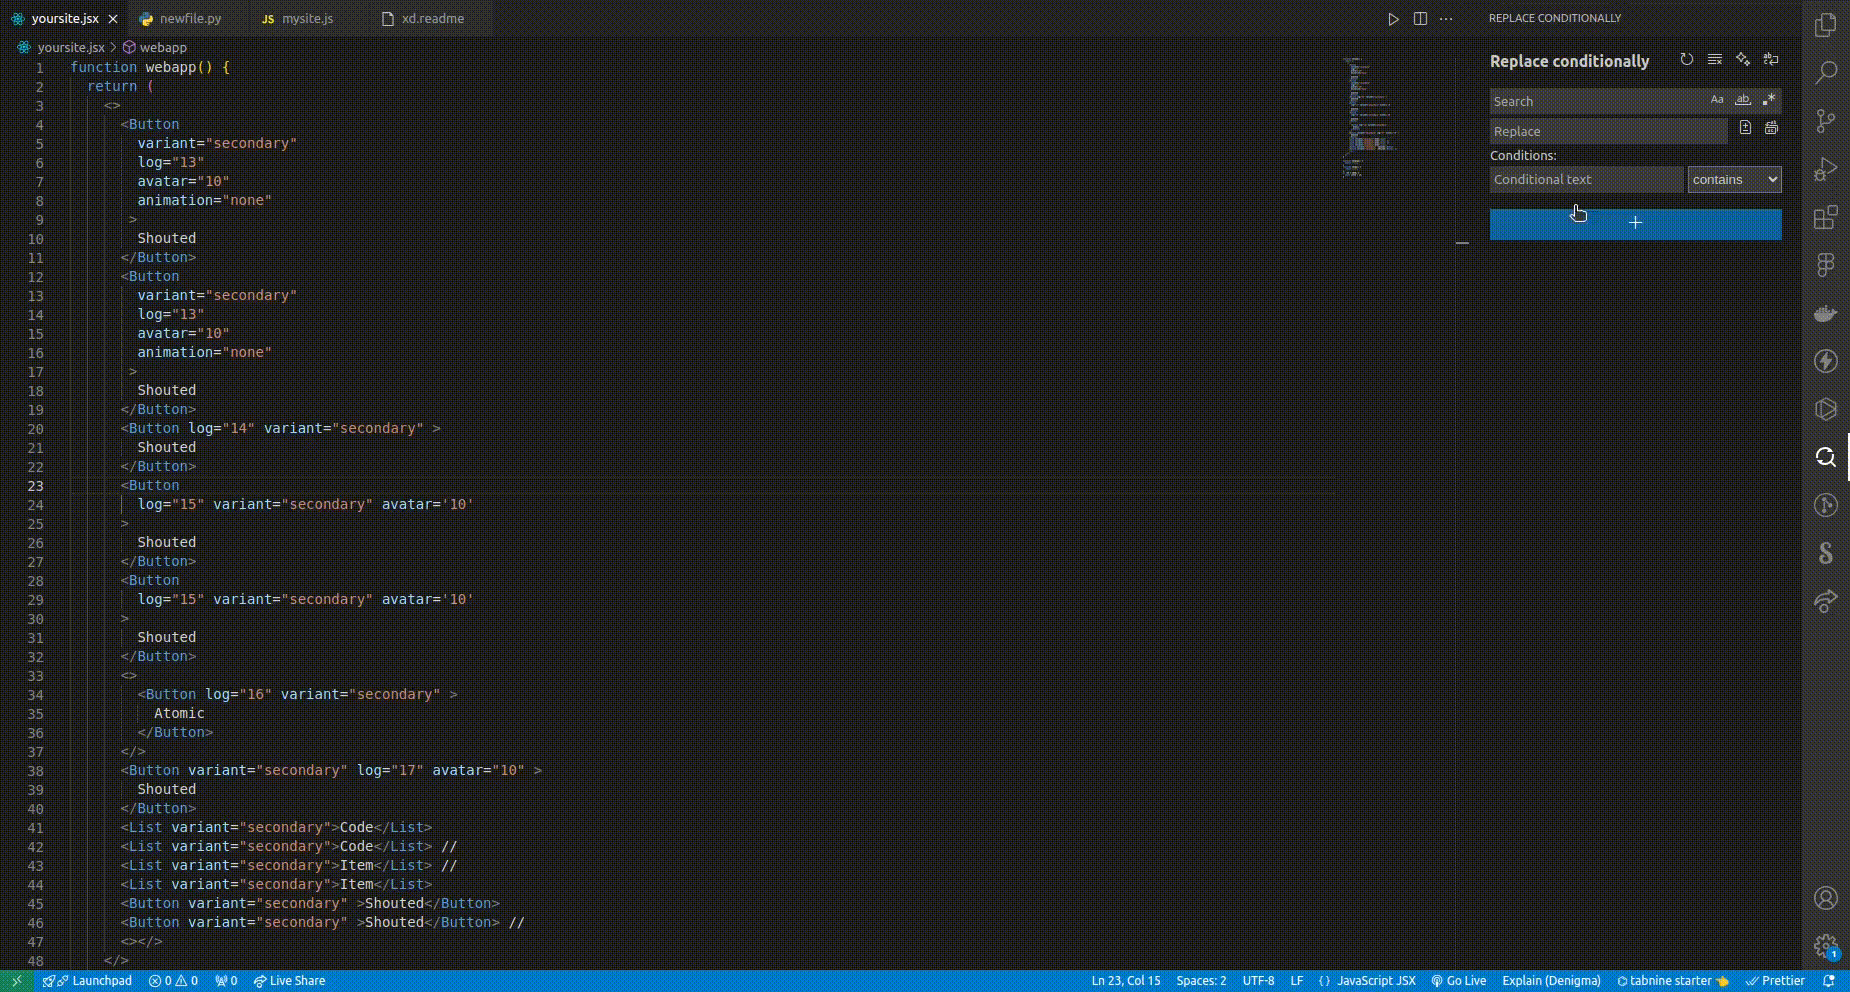 yoursite.jsx
newfile.py
JS mysite.js
xd.readme
REPLACE CONDITIONALLY
yoursite.jsx > webapp
1 function webapp() {
2 return (
3 <>
4 <Button
5 variant="secondary"
6 log="13"
7 avatar="10"
8 animation="none"
9 >
10 Shouted
11 </Button>
12 <Button
13 variant="secondary"
14 log="13"
15 avatar="10"
16 animation="none"
17 >
18 Shouted
19 </Button>
20 <Button log="14" variant="secondary" >
21 Shouted
22 </Button>
23 <Button
24 log="15" variant="secondary" avatar='10'
25 >
26 Shouted
27 </Button>
28 <Button
29 log="15" variant="secondary" avatar='10'
30 >
31 Shouted
32 </Button>
33 <>
34 <Button log="16" variant="secondary" >
35 Atomic
36 </Button>
37 </>
38 <Button variant="secondary" log="17" avatar="10" >
39 Shouted
40 </Button>
41 <List variant="secondary">Code</List>
42 <List variant="secondary">Code</List> //
43 <List variant="secondary">Item</List> //
44 <List variant="secondary">Item</List>
45 <Button variant="secondary" >Shouted</Button>
46 <Button variant="secondary" >Shouted</Button> //
47 <></>
48 </>
Replace conditionally
Search Aa ab .*
Replace
Conditions:
Conditional text contains
+
1
Launchpad 0 0 0 Live Share Ln 23, Col 15 Spaces: 2 UTF-8 LF {} JavaScript JSX Go Live Explain (Denigma) tabnine starter 👈 Prettier